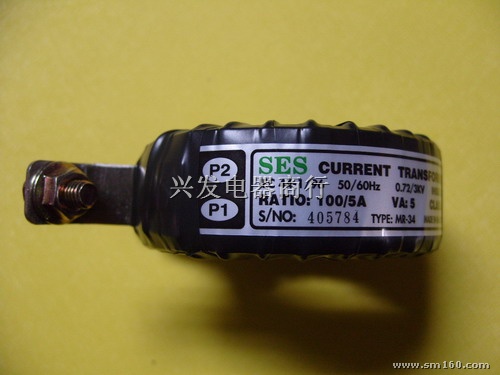 P2
P1
SES CURRENT TRANSFOR
50/60Hz 0.72/3KV
RATIO: 100/5A VA: 5
S/NO: 405784 TYPE: MR-34
兴发电器商行
www.sm160.com